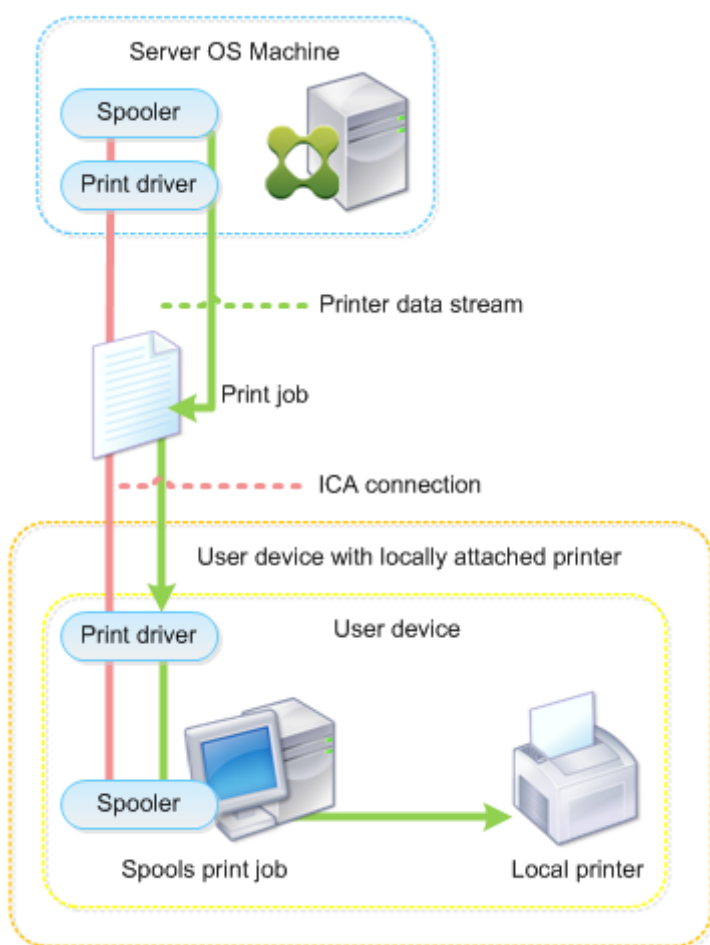 Server OS Machine
Spooler
Print driver
Printer data stream
Print job
ICA connection
User device with locally attached printer
Print driver
User device
Spooler
Spools print job
Local printer